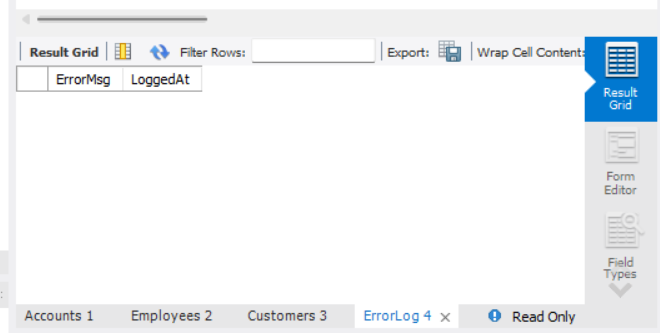 Result Grid Filter Rows: Export: Wrap Cell Content:
ErrorMsg LoggedAt
Result
Grid
Form
Editor
Field
Types
:
Accounts 1 Employees 2 Customers 3 ErrorLog 4 × Read Only